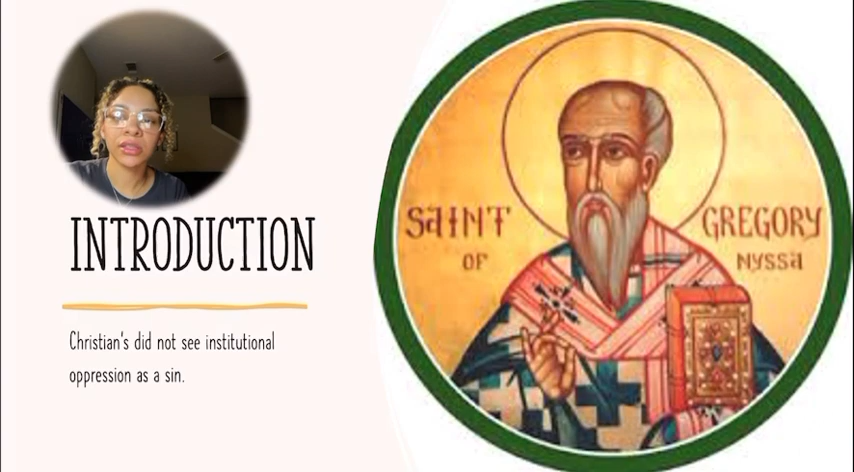 INTRODUCTION
Christian's did not see institutional
oppression as a sin.
SAINT GREGORY
OF NYSSA